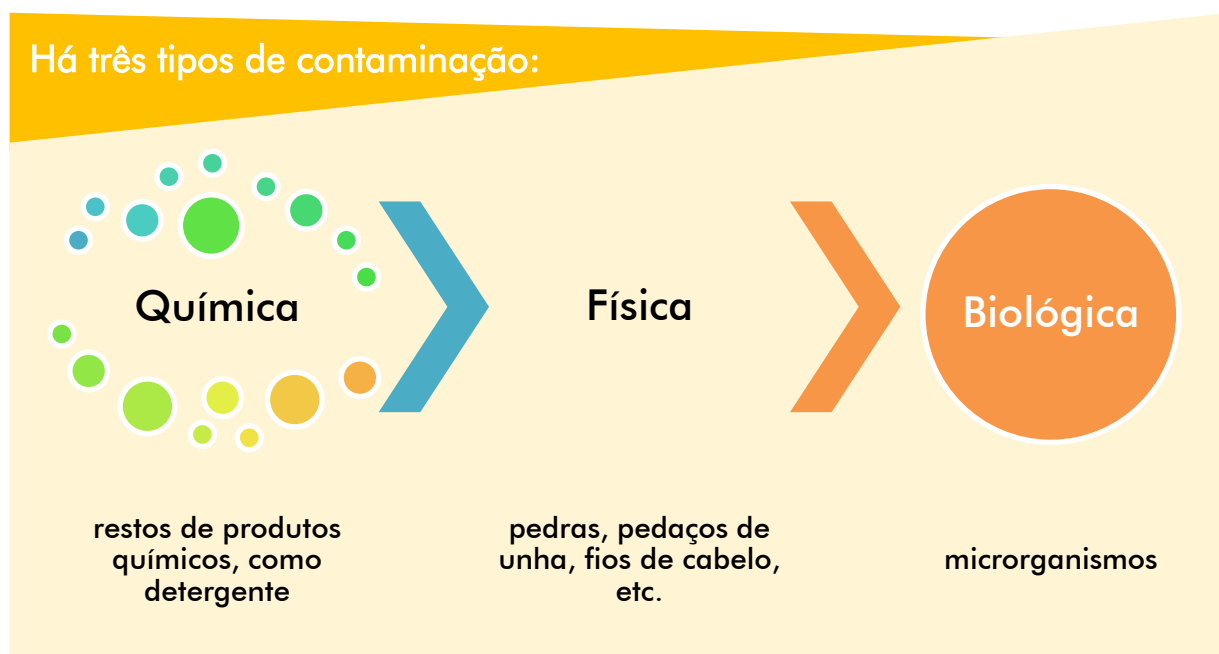 Há três tipos de contaminação:
Química
Física
Biológica
restos de produtos
químicos, como
detergente
pedras, pedaços de
unha, fios de cabelo,
etc.
microrganismos